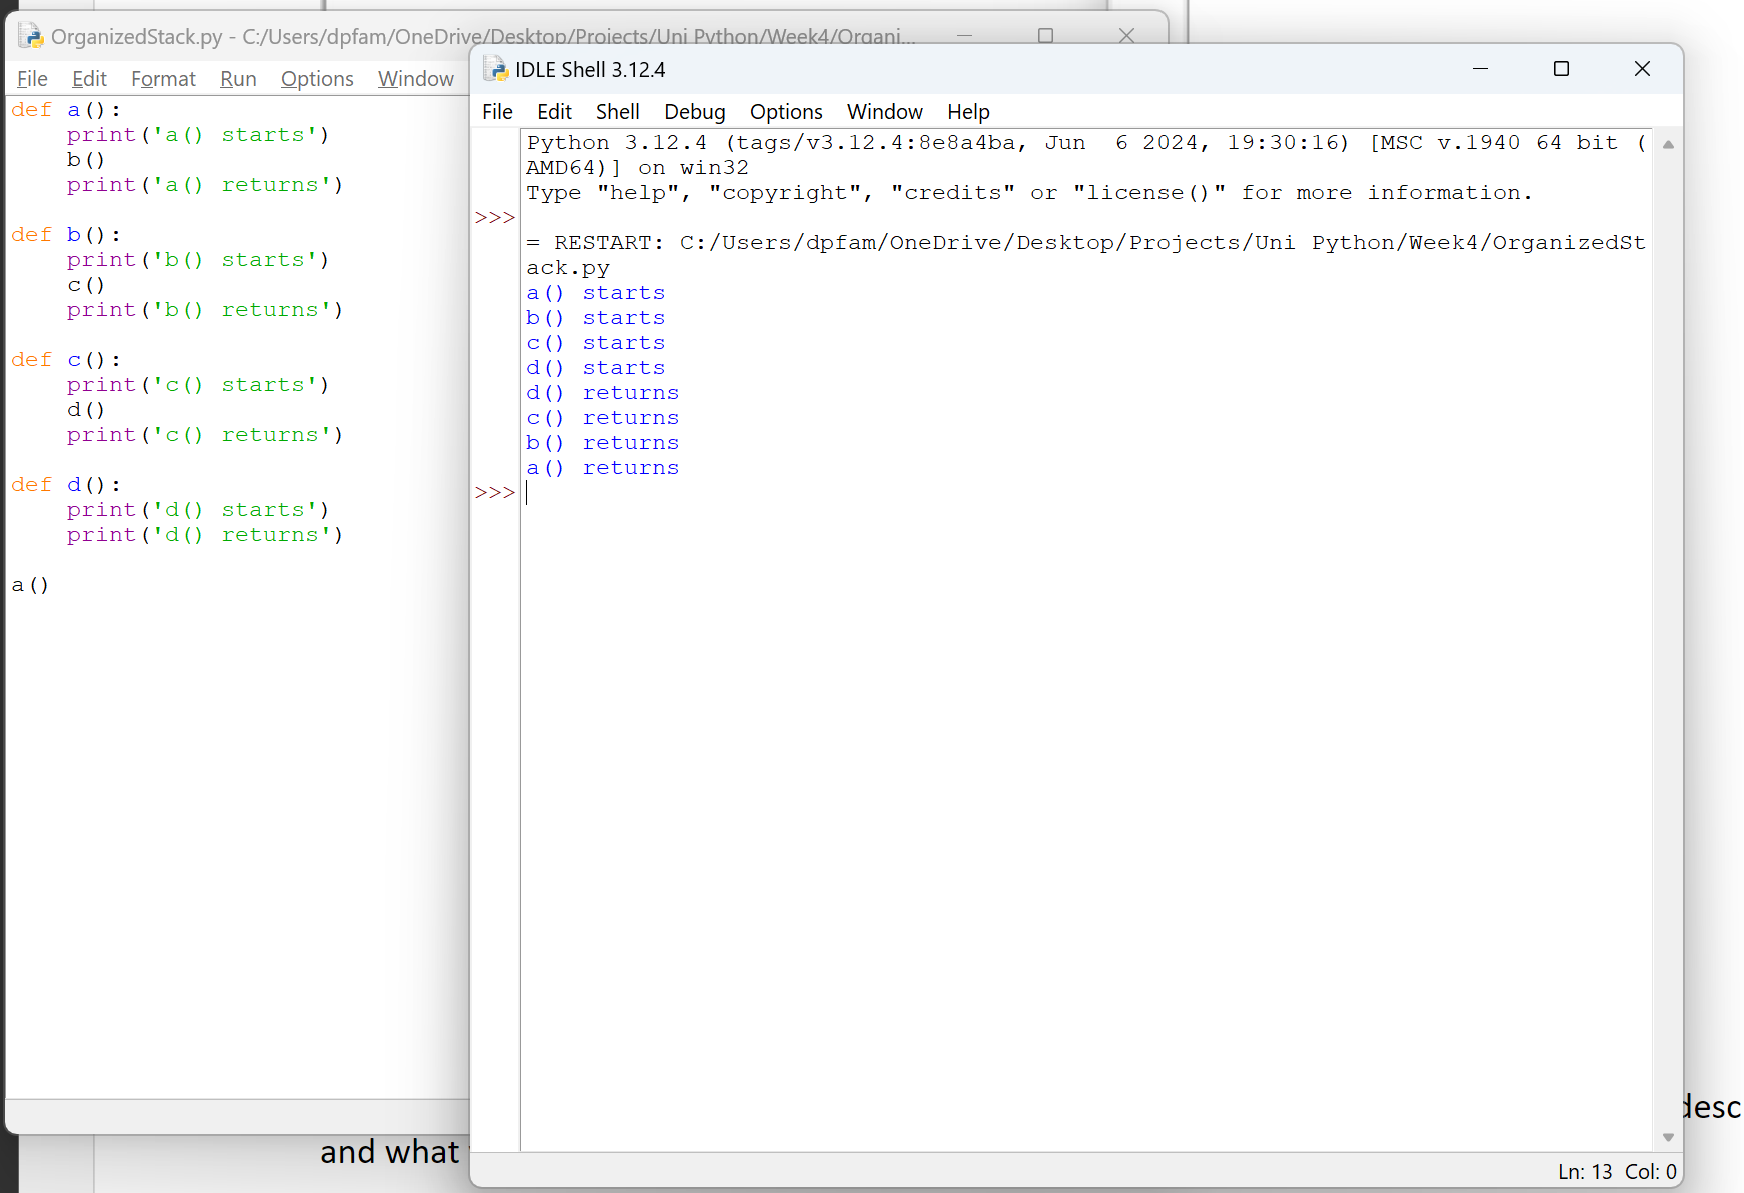 OrganizedStack.py - C:/Users/dpfam/OneDrive/Desktop/Projects/Uni Python/Week4/Organi...
File Edit Format Run Options Window
def a():
    print('a() starts')
    b()
    print('a() returns')
def b():
    print('b() starts')
    c()
    print('b() returns')
def c():
    print('c() starts')
    d()
    print('c() returns')
def d():
    print('d() starts')
    print('d() returns')
a()
IDLE Shell 3.12.4
File Edit Shell Debug Options Window Help
Python 3.12.4 (tags/v3.12.4:8e8a4ba, Jun  6 2024, 19:30:16) [MSC v.1940 64 bit (
AMD64)] on win32
Type "help", "copyright", "credits" or "license()" for more information.
>>>
= RESTART: C:/Users/dpfam/OneDrive/Desktop/Projects/Uni Python/Week4/OrganizedSt
ack.py
a() starts
b() starts
c() starts
d() starts
d() returns
c() returns
b() returns
a() returns
>>>
Ln: 13 Col: 0
desc
and what